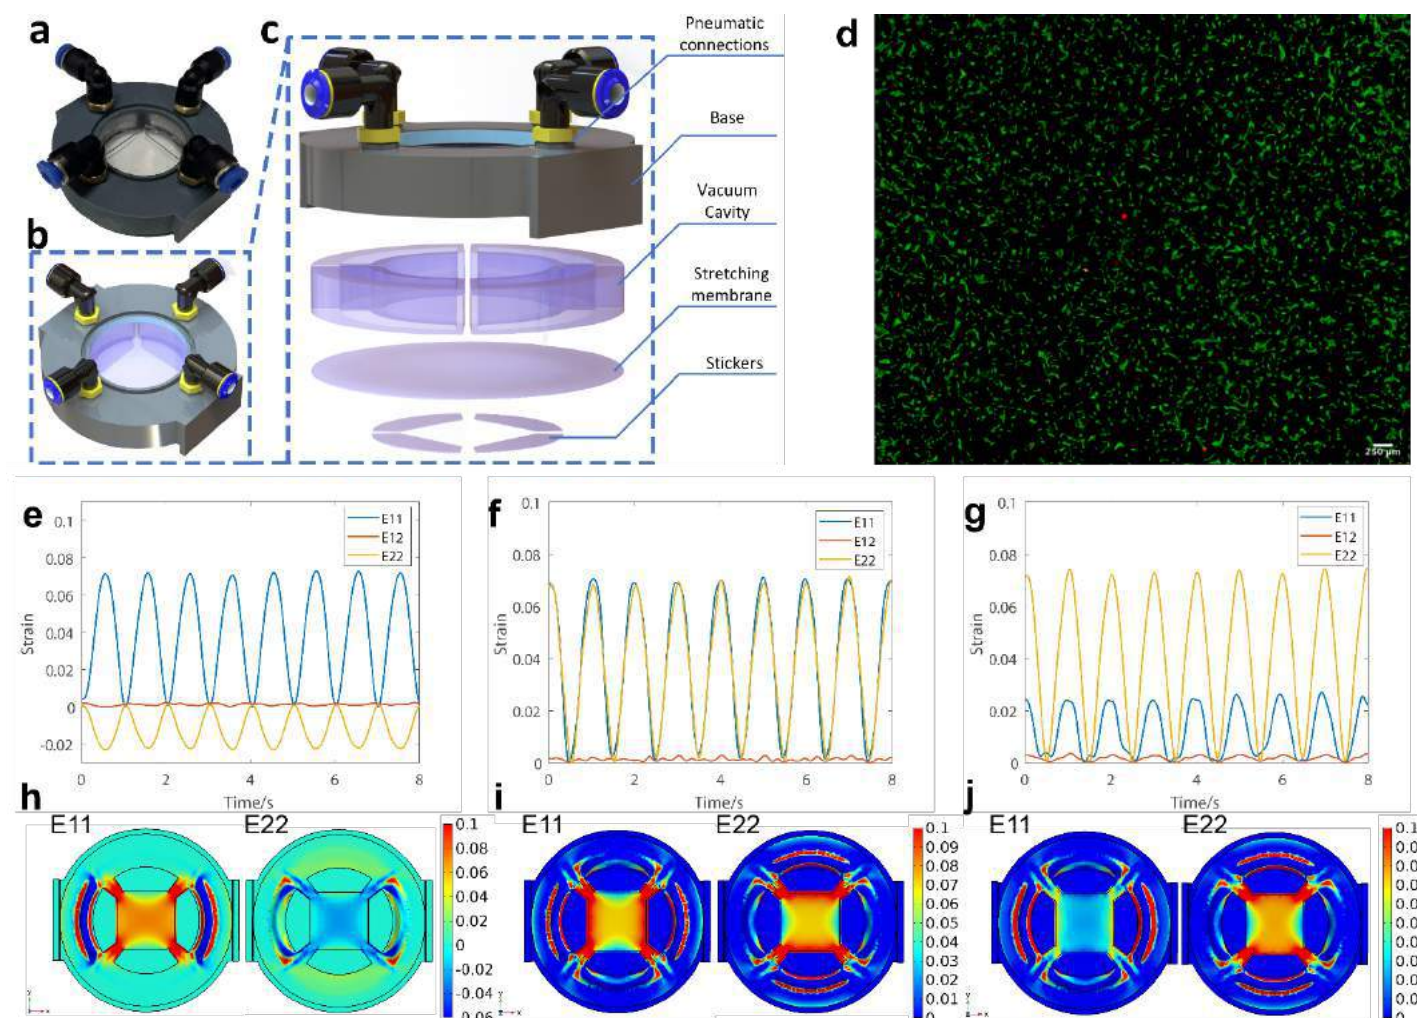 a
b
c
Pneumatic
connections
Base
Vacuum
Cavity
Stretching
membrane
Stickers
d
250 µm
e
0.1
0.08
0.06
0.04
0.02
0
-0.02
Strain
E11
E12
E22
0 2 4 6 8
Time/s
f
0.1
0.08
0.06
0.04
0.02
0
Strain
E11
E12
E22
0 2 4 6 8
Time/s
g
0.1
0.08
0.06
0.04
0.02
0
Strain
E11
E12
E22
0 2 4 6 8
Time/s
h
E11 E22
0.1
0.08
0.06
0.04
0.02
0
-0.02
-0.04
i
E11 E22
0.1
0.09
0.08
0.07
0.06
0.05
0.04
0.03
0.02
0.01
j
E11 E22
0.1